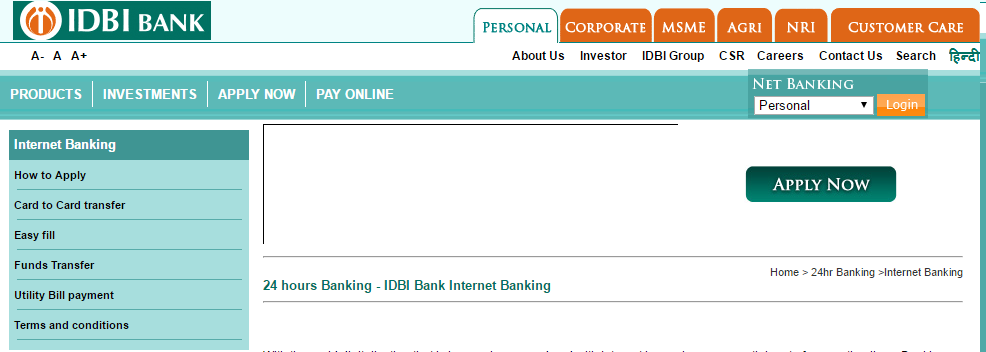 IDBI BANK
PERSONAL CORPORATE MSME AGRI NRI CUSTOMER CARE
A- A A+ About Us Investor IDBI Group CSR Careers Contact Us Search हिन्दी
NET BANKING
PRODUCTS INVESTMENTS APPLY NOW PAY ONLINE
Personal Login
Internet Banking
How to Apply
Card to Card transfer
Easy fill
Funds Transfer
Utility Bill payment
Terms and conditions
APPLY NOW
Home > 24hr Banking >Internet Banking
24 hours Banking - IDBI Bank Internet Banking